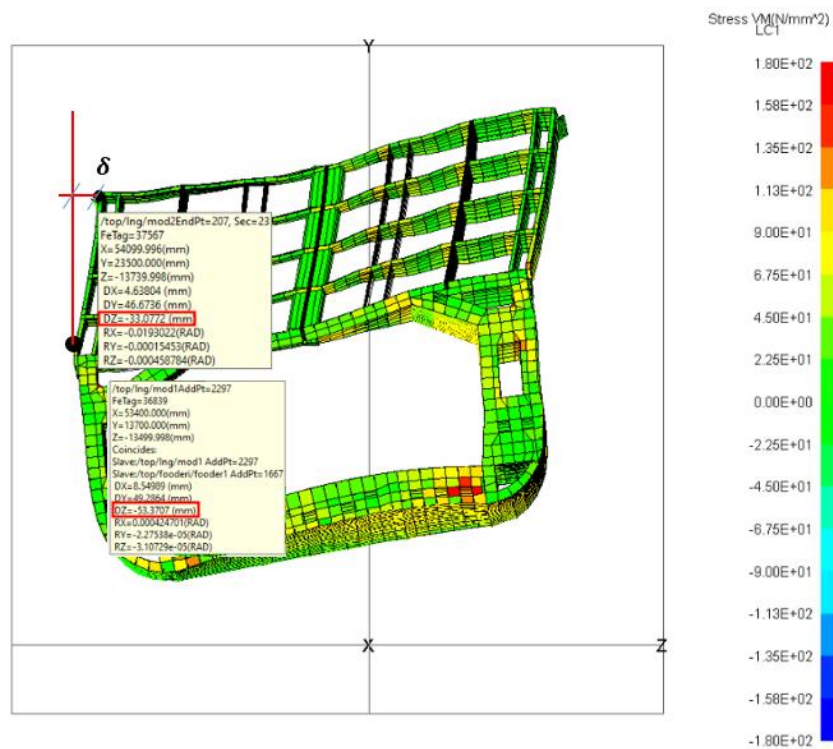 Stress VM(N/mm^2)
LC1
1.80E+02
1.58E+02
1.35E+02
1.13E+02
9.00E+01
6.75E+01
4.50E+01
2.25E+01
0.00E+00
-2.25E+01
-4.50E+01
-6.75E+01
-9.00E+01
-1.13E+02
-1.35E+02
-1.58E+02
-1.80E+02
Y
δ
/top/lng/mod2EndPt=207, Sec=23
FeTag=37567
X=54099.996(mm)
Y=23500.000(mm)
Z=-13739.998(mm)
DX=4.63804 (mm)
DY=46.6736 (mm)
DZ=-33.0772 (mm)
RX=-0.0193022(RAD)
RY=-0.00015453(RAD)
RZ=-0.000458784(RAD)
/top/lng/mod1AddPt=2297
FeTag=36839
X=53400.000(mm)
Y=13700.000(mm)
Z=-13499.998(mm)
Coincides:
Slave:/top/lng/mod1 AddPt=2297
Slave:/top/fooderi/fooder1 AddPt=1667
DX=8.54989 (mm)
DY=49.2864 (mm)
DZ=-53.3707 (mm)
RX=0.000424701(RAD)
RY=-2.27538e-05(RAD)
RZ=-3.10729e-05(RAD)
X
Z